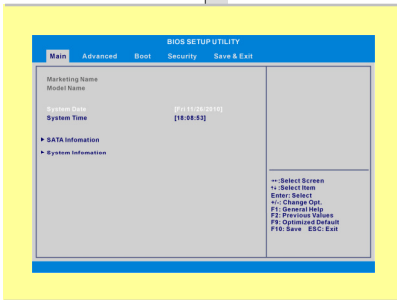 BIOS SETUP UTILITY
Main Advanced Boot Security Save & Exit
Marketing Name
Model Name
System Date [Fri 11/26/2010]
System Time [18:08:53]
SATA Infomation
System Infomation
↔:Select Screen
↑↓ :Select Item
Enter: Select
+/-: Change Opt.
F1: General Help
F2: Previous Values
F9: Optimized Default
F10: Save ESC: Exit